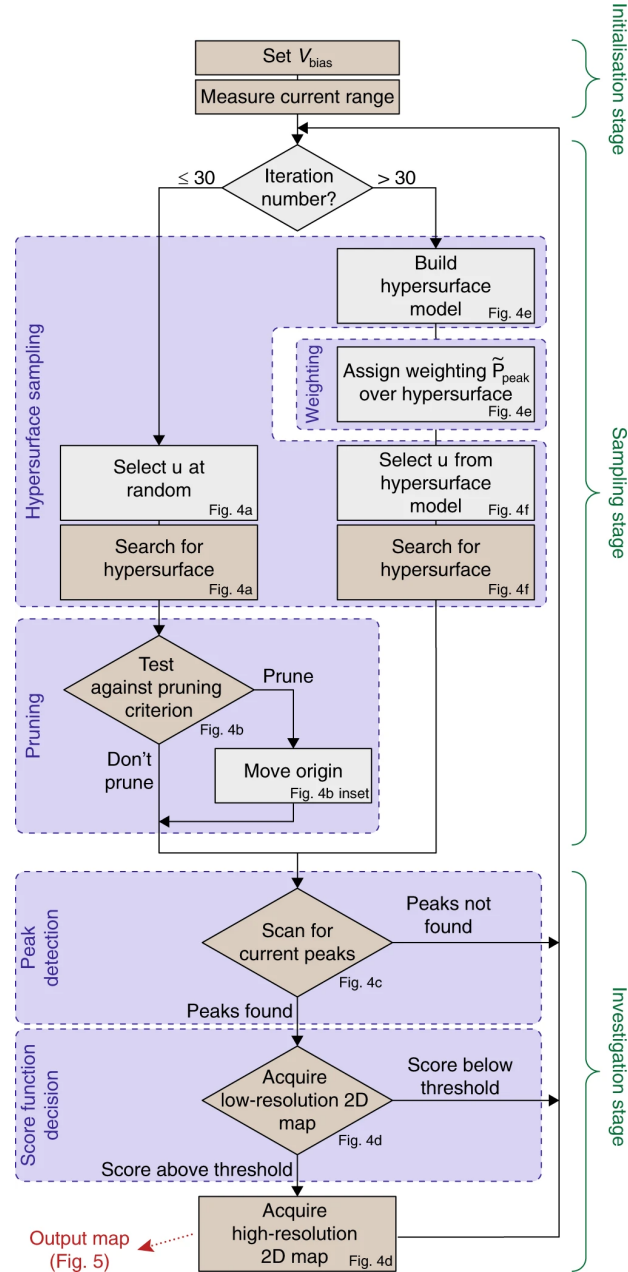 Initialisation stage
Set V_bias
Measure current range
Iteration
number?
≤ 30
> 30
Sampling stage
Hypersurface sampling
Build
hypersurface
model
Fig. 4e
Weighting
Assign weighting P̃_peak
over hypersurface
Fig. 4e
Select u at
random
Fig. 4a
Select u from
hypersurface
model
Fig. 4f
Search for
hypersurface
Fig. 4a
Search for
hypersurface
Fig. 4f
Pruning
Test
against pruning
criterion
Fig. 4b
Prune
Don't
prune
Move origin
Fig. 4b inset
Investigation stage
Peak
detection
Scan for
current peaks
Fig. 4c
Peaks not
found
Peaks found
Score function
decision
Acquire
low-resolution 2D
map
Fig. 4d
Score below
threshold
Score above threshold
Acquire
high-resolution
2D map
Fig. 4d
Output map
(Fig. 5)